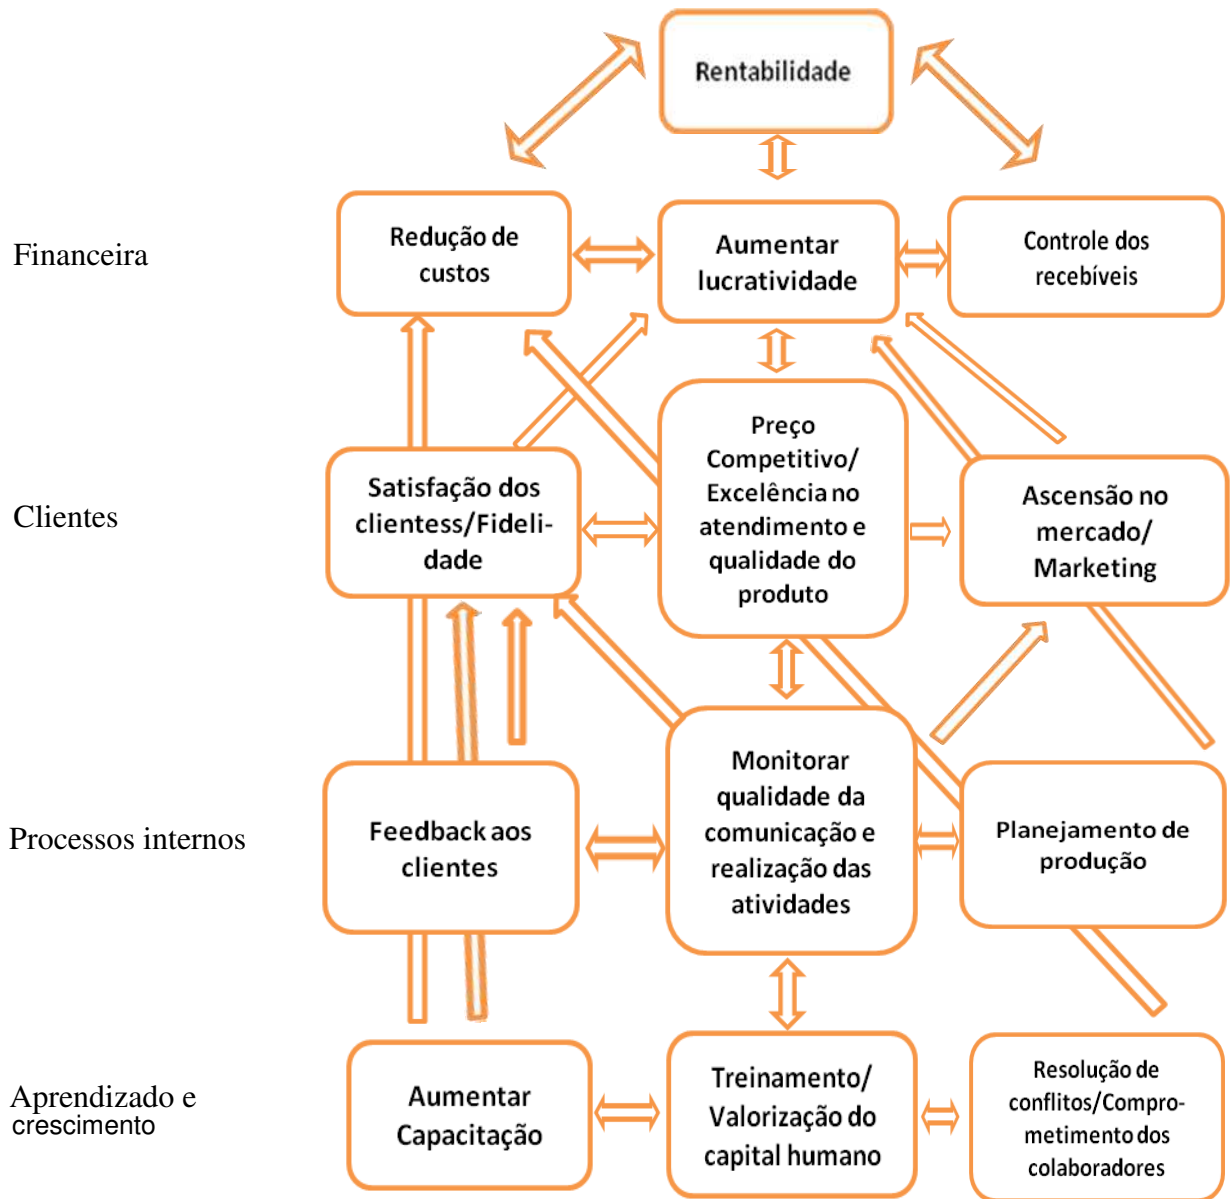 Rentabilidade
Financeira
Redução de
custos
Aumentar
lucratividade
Controle dos
recebíveis
Clientes
Satisfação dos
clientess/Fideli-
dade
Preço
Competitivo/
Excelência no
atendimento e
qualidade do
produto
Ascensão no
mercado/
Marketing
Processos internos
Feedback aos
clientes
Monitorar
qualidade da
comunicação e
realização das
atividades
Planejamento de
produção
Aprendizado e
crescimento
Aumentar
Capacitação
Treinamento/
Valorização do
capital humano
Resolução de
conflitos/Compro-
metimento dos
colaboradores